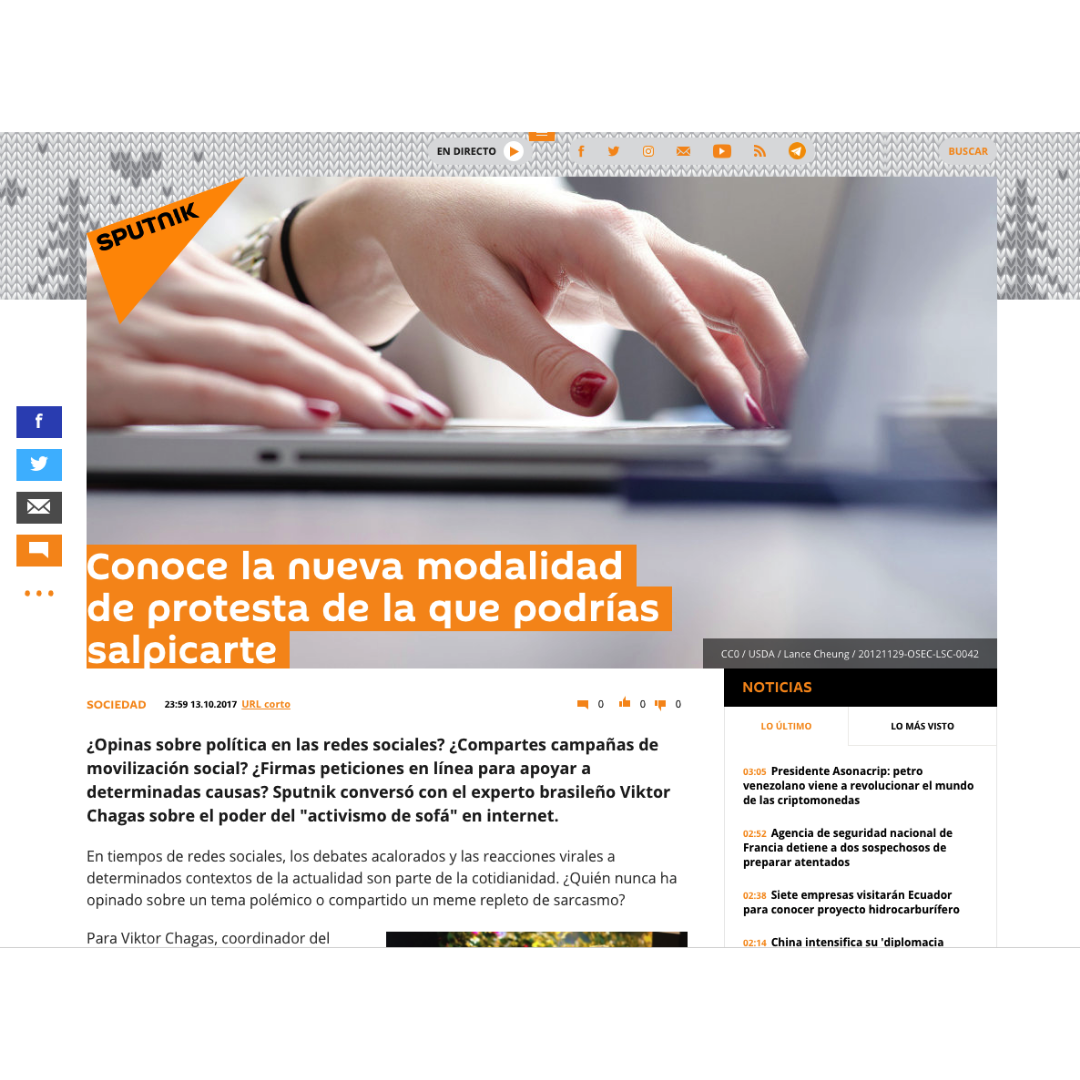 EN DIRECTO
BUSCAR
SPUTNIK
Conoce la nueva modalidad
de protesta de la que podrías
salpicarte
CC0 / USDA / Lance Cheung / 20121129-OSEC-LSC-0042
SOCIEDAD 23:59 13.10.2017 URL corto
0 0 0
¿Opinas sobre política en las redes sociales? ¿Compartes campañas de
movilización social? ¿Firmas peticiones en línea para apoyar a
determinadas causas? Sputnik conversó con el experto brasileño Viktor
Chagas sobre el poder del "activismo de sofá" en internet.
En tiempos de redes sociales, los debates acalorados y las reacciones virales a
determinados contextos de la actualidad son parte de la cotidianidad. ¿Quién nunca ha
opinado sobre un tema polémico o compartido un meme repleto de sarcasmo?
Para Viktor Chagas, coordinador del
NOTICIAS
LO ÚLTIMO LO MÁS VISTO
03:05 Presidente Asonacrip: petro
venezolano viene a revolucionar el mundo
de las criptomonedas
02:52 Agencia de seguridad nacional de
Francia detiene a dos sospechosos de
preparar atentados
02:38 Siete empresas visitarán Ecuador
para conocer proyecto hidrocarburífero
02:14 China intensifica su 'diplomacia